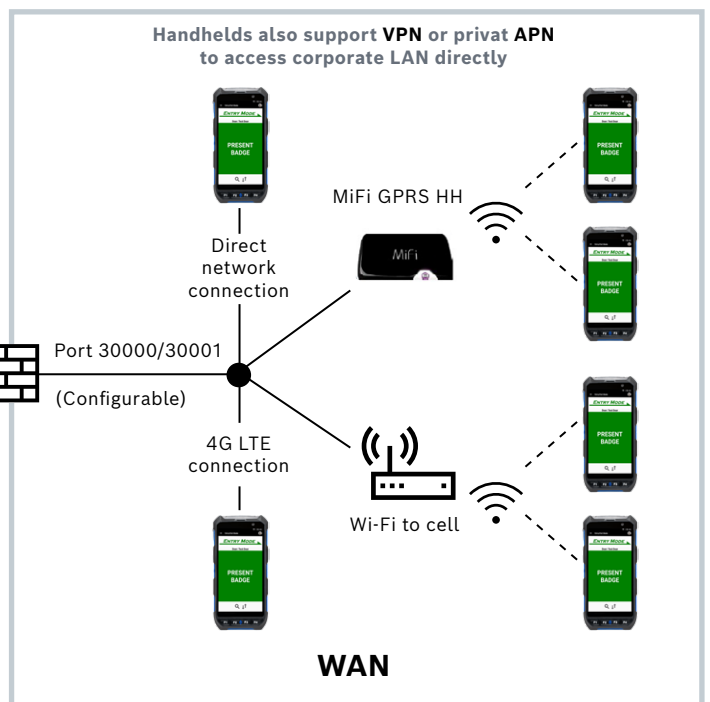 Handhelds also support VPN or privat APN
to access corporate LAN directly
ENTRY MODE
PRESENT
BADGE
ENTRY MODE
PRESENT
BADGE
MiFi GPRS HH
MiFi
Direct
network
connection
ENTRY MODE
PRESENT
BADGE
Port 30000/30001
(Configurable)
4G LTE
connection
ENTRY MODE
PRESENT
BADGE
Wi-Fi to cell
ENTRY MODE
PRESENT
BADGE
ENTRY MODE
PRESENT
BADGE
WAN